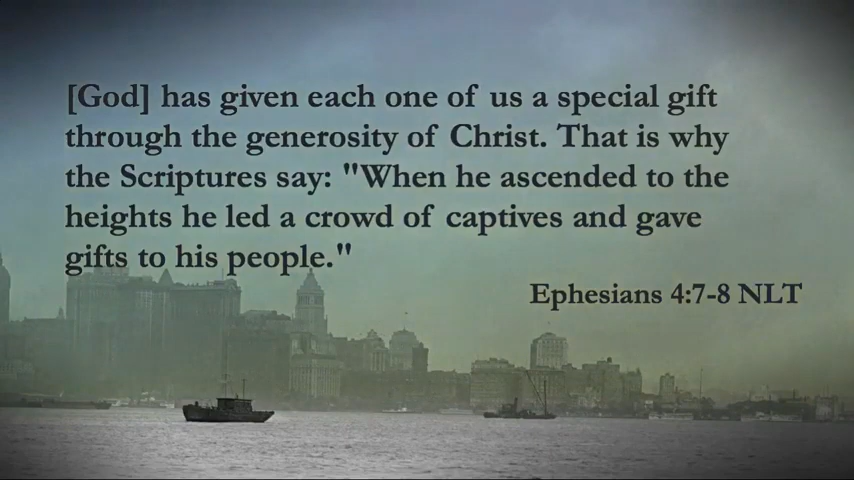 [God] has given each one of us a special gift
through the generosity of Christ. That is why
the Scriptures say: "When he ascended to the
heights he led a crowd of captives and gave
gifts to his people."
Ephesians 4:7-8 NLT